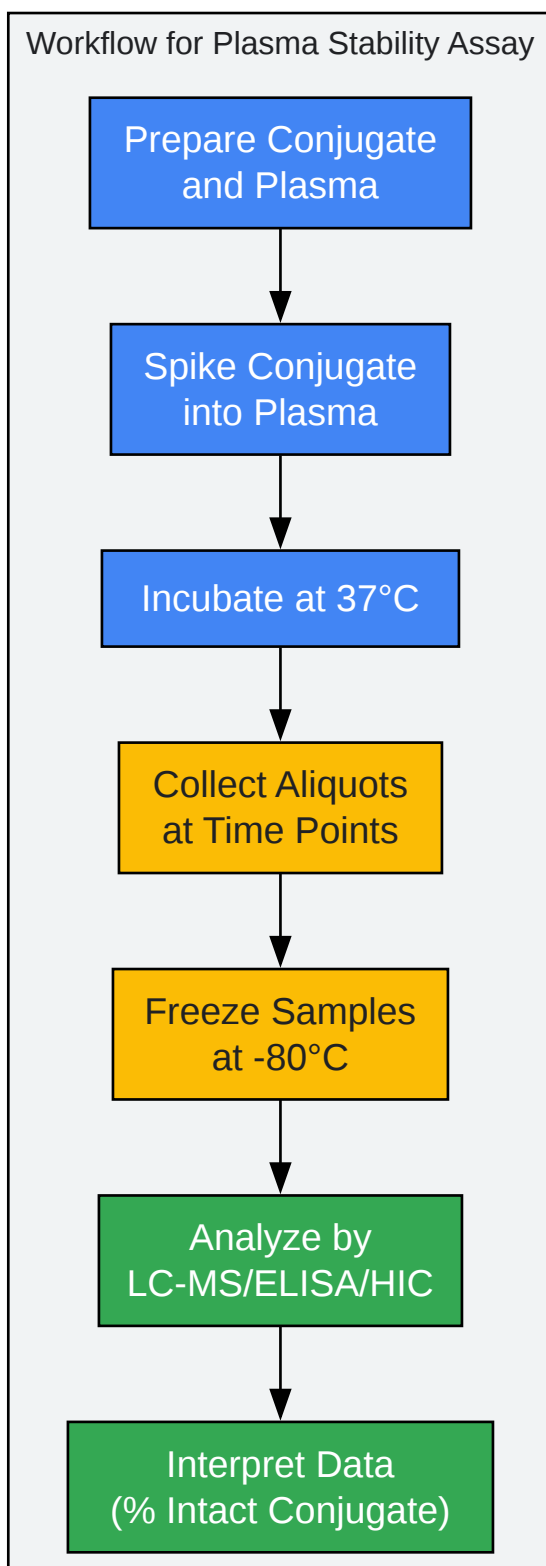 Workflow for Plasma Stability Assay
Prepare Conjugate
and Plasma
Spike Conjugate
into Plasma
Incubate at 37°C
Collect Aliquots
at Time Points
Freeze Samples
at -80°C
Analyze by
LC-MS/ELISA/HIC
Interpret Data
(% Intact Conjugate)